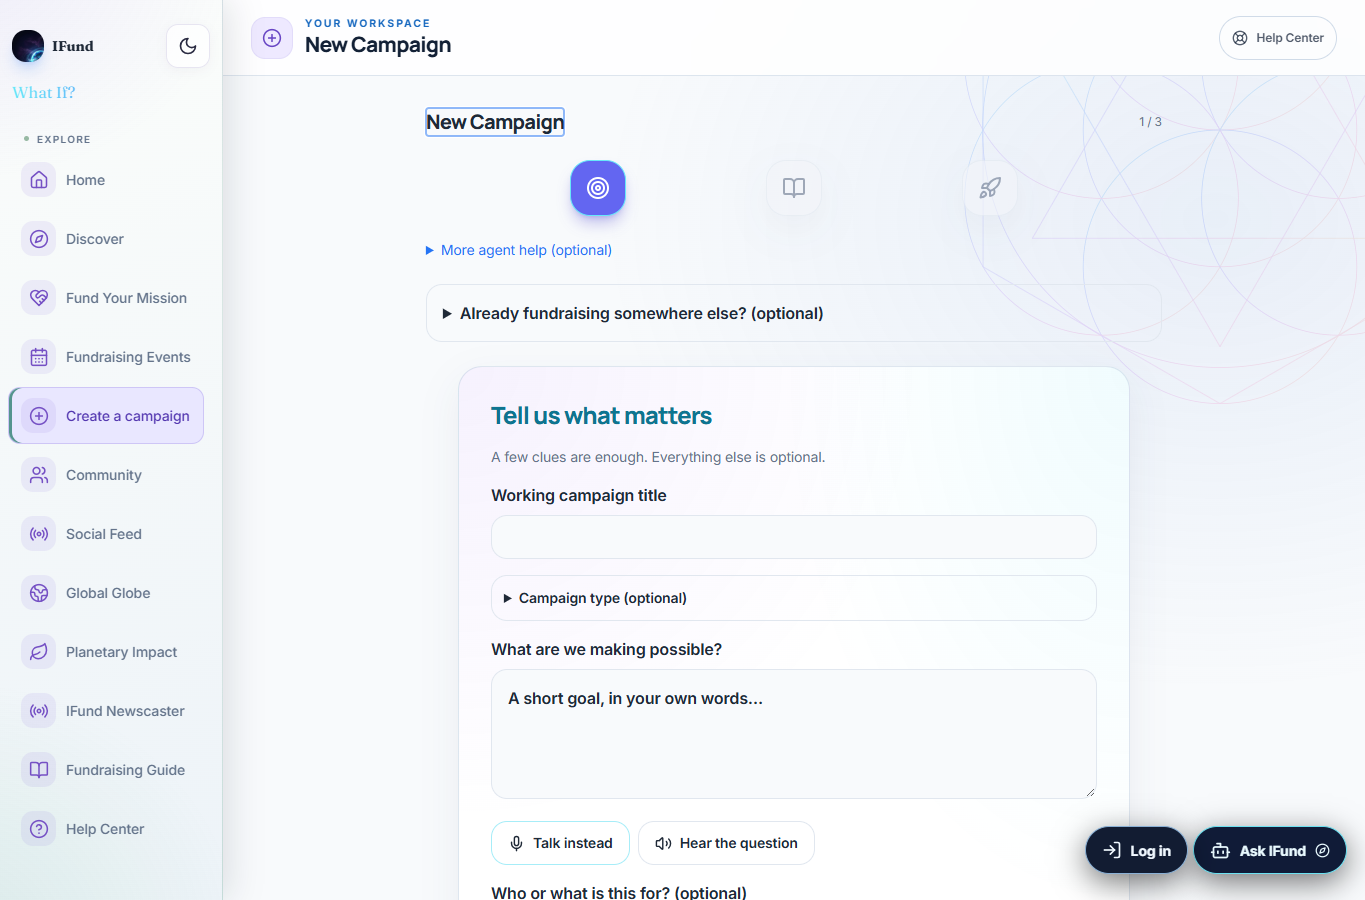 IFund
What If?
EXPLORE
Home
Discover
Fund Your Mission
Fundraising Events
Create a campaign
Community
Social Feed
Global Globe
Planetary Impact
IFund Newscaster
Fundraising Guide
Help Center
YOUR WORKSPACE
New Campaign
Help Center
New Campaign
1 / 3
More agent help (optional)
Already fundraising somewhere else? (optional)
Tell us what matters
A few clues are enough. Everything else is optional.
Working campaign title
Campaign type (optional)
What are we making possible?
A short goal, in your own words...
Talk instead
Hear the question
Who or what is this for? (optional)
Log in
Ask IFund